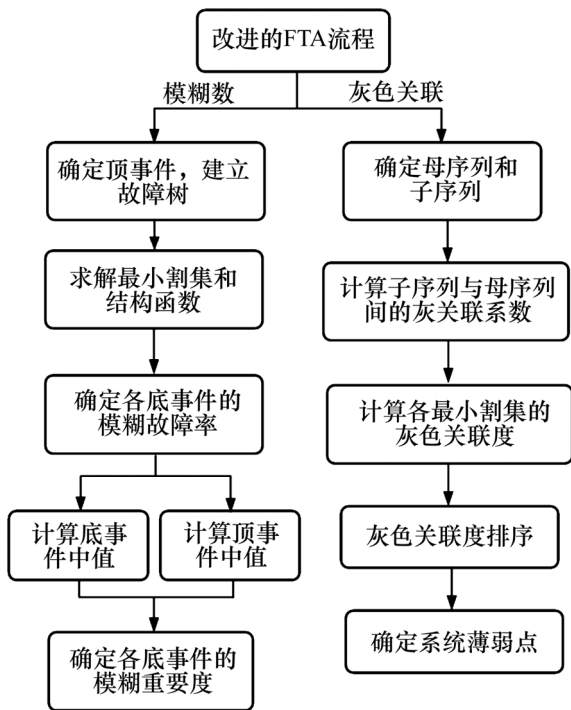 改进的FTA流程
模糊数
灰色关联
确定顶事件，建立
故障树
求解最小割集和
结构函数
确定各底事件的
模糊故障率
计算底事
件中值
计算顶事
件中值
确定各底事件的
模糊重要度
确定母序列和
子序列
计算子序列与母序列
间的灰关联系数
计算各最小割集的
灰色关联度
灰色关联度排序
确定系统薄弱点